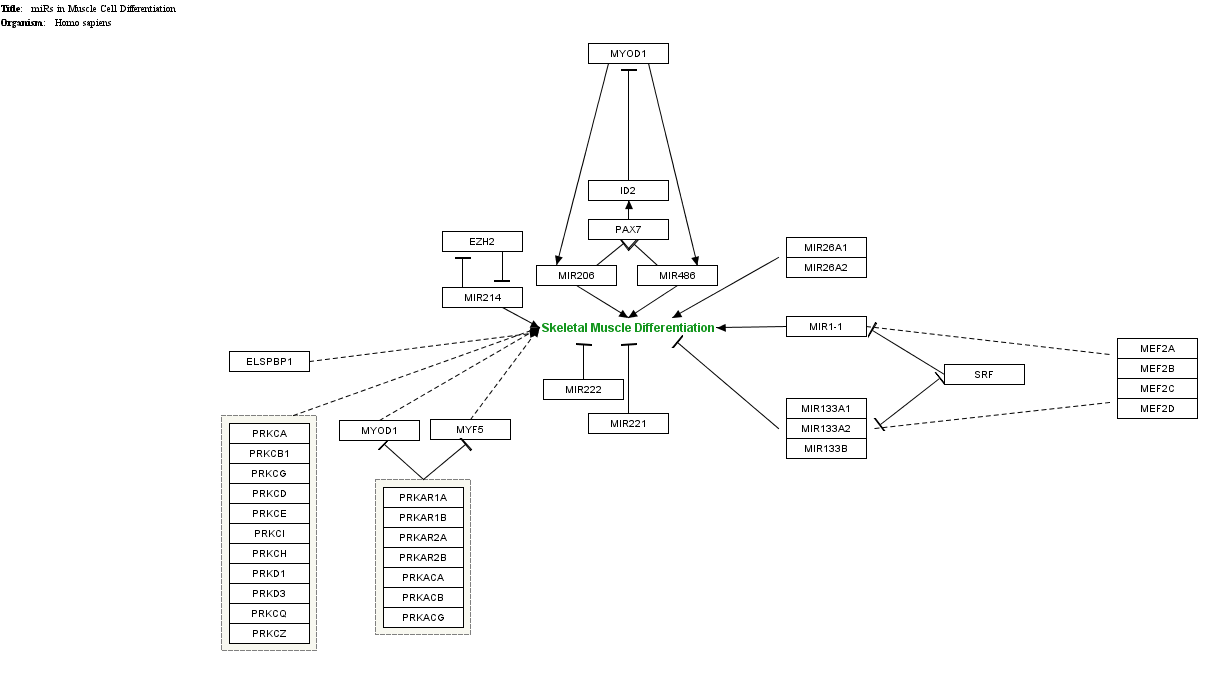 Title: miRs in Muscle Cell Differentiation
Organism: Homo sapiens
MYOD1
ID2
PAX7
EZH2
MIR206
MIR486
MIR214
MIR26A1
MIR26A2
Skeletal Muscle Differentiation
MIR1-1
ELSPBP1
MIR222
MIR221
SRF
MEF2A
MEF2B
MEF2C
MEF2D
MIR133A1
MIR133A2
MIR133B
MYOD1
MYF5
PRKCA
PRKCB1
PRKCG
PRKCD
PRKCE
PRKCI
PRKCH
PRKD1
PRKD3
PRKCQ
PRKCZ
PRKAR1A
PRKAR1B
PRKAR2A
PRKAR2B
PRKACA
PRKACB
PRKACG